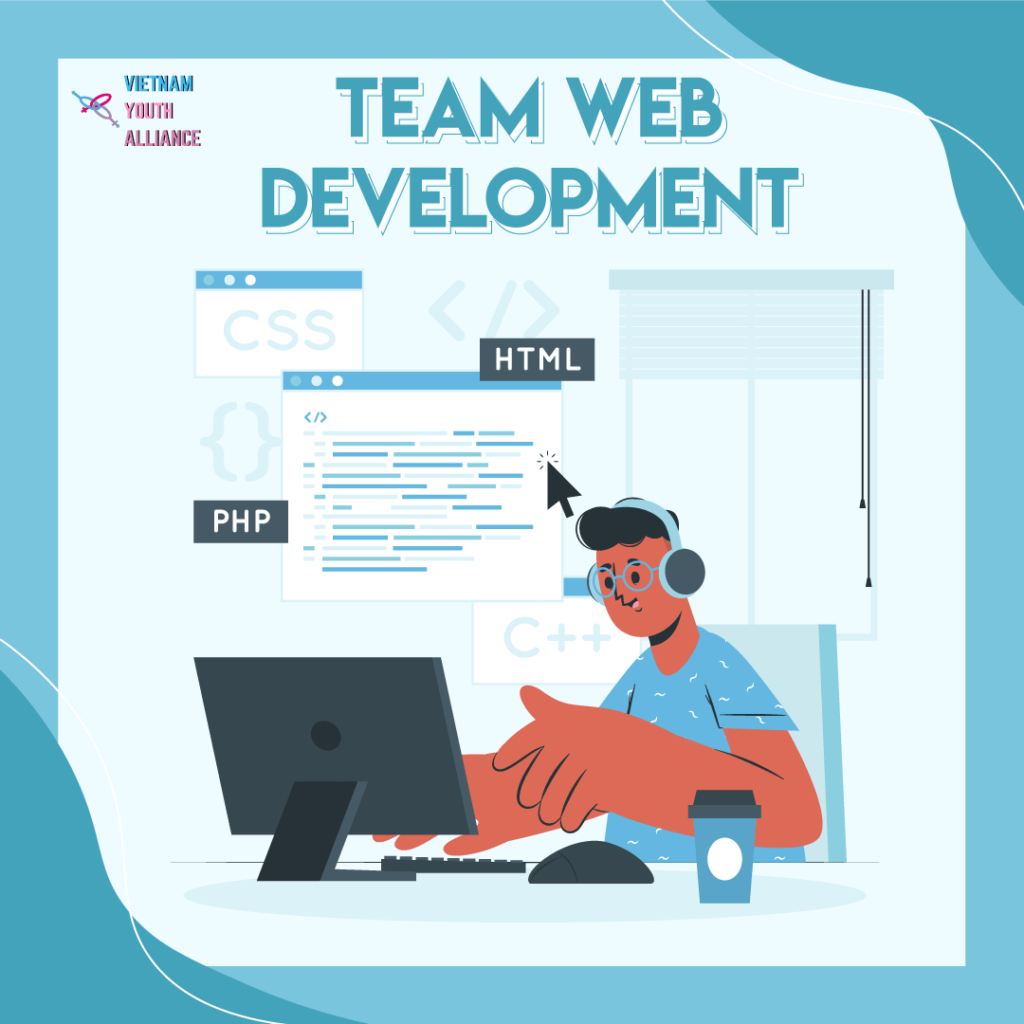 VIETNAM
YOUTH
ALLIANCE
TEAM WEB
DEVELOPMENT
CSS
</>
HTML
{}
</>
PHP
C++